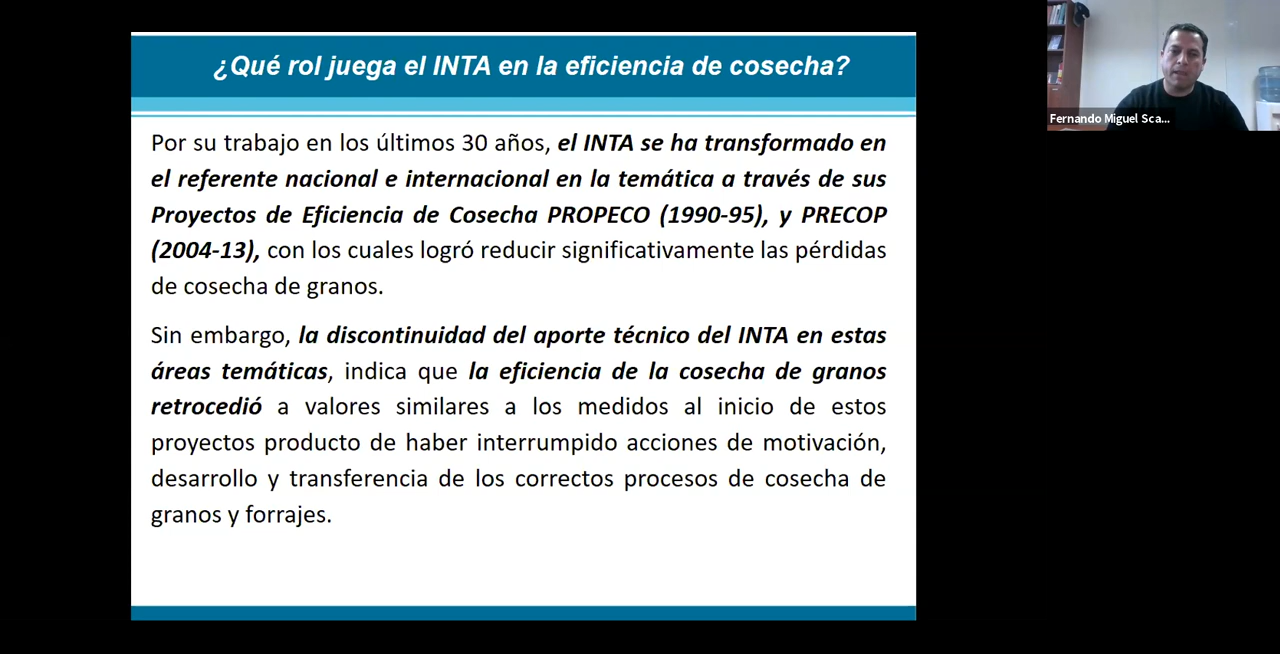 ¿Qué rol juega el INTA en la eficiencia de cosecha?
Por su trabajo en los últimos 30 años, el INTA se ha transformado en
el referente nacional e internacional en la temática a través de sus
Proyectos de Eficiencia de Cosecha PROPECO (1990-95), y PRECOP
(2004-13), con los cuales logró reducir significativamente las pérdidas
de cosecha de granos.
Sin embargo, la discontinuidad del aporte técnico del INTA en estas
áreas temáticas, indica que la eficiencia de la cosecha de granos
retrocedió a valores similares a los medidos al inicio de estos
proyectos producto de haber interrumpido acciones de motivación,
desarrollo y transferencia de los correctos procesos de cosecha de
granos y forrajes.
Fernando Miguel Sca...